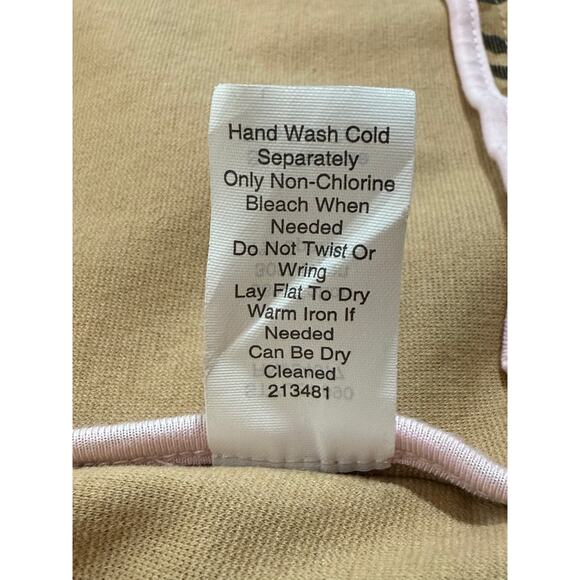 Hand Wash Cold
Separately
Only Non-Chlorine
Bleach When
Needed
Do Not Twist Or
Wring
Lay Flat To Dry
Warm Iron If
Needed
Can Be Dry
Cleaned
213481